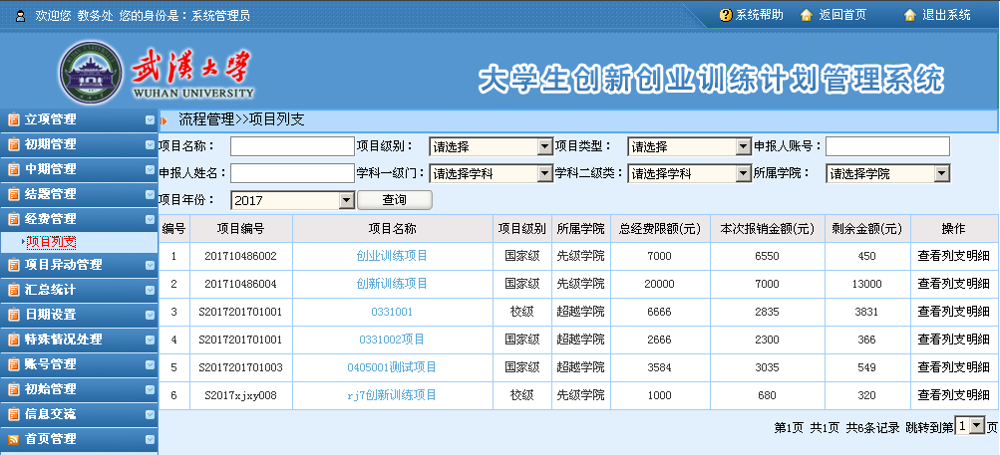 欢迎您 教务处 您的身份是：系统管理员 系统帮助 返回首页 退出系统
武汉大学
WUHAN UNIVERSITY
大学生创新创业训练计划管理系统
立项管理
初期管理
中期管理
结题管理
经费管理
项目列支
项目异动管理
汇总统计
日期设置
特殊情况处理
账号管理
初始管理
信息交流
首页管理
流程管理>>项目列支
项目名称： 项目级别： 请选择 项目类型： 请选择 申报人账号：
申报人姓名： 学科一级门： 请选择学科 学科二级类： 请选择学科 所属学院： 请选择学院
项目年份： 2017 查询
编号 项目编号 项目名称 项目级别 所属学院 总经费限额(元) 本次报销金额(元) 剩余金额(元) 操作
1 201710486002 创业训练项目 国家级 先级学院 7000 6550 450 查看列支明细
2 201710486004 创新训练项目 国家级 先级学院 20000 7000 13000 查看列支明细
3 S2017201701001 0331001 校级 超越学院 6666 2835 3831 查看列支明细
4 S2017201701001 0331002项目 国家级 超越学院 2666 2300 366 查看列支明细
5 S2017201701003 0405001测试项目 国家级 超越学院 3584 3035 549 查看列支明细
6 S2017xjxy008 rj7创新训练项目 校级 先级学院 1000 680 320 查看列支明细
第1页 共1页 共6条记录 跳转到第 1 页